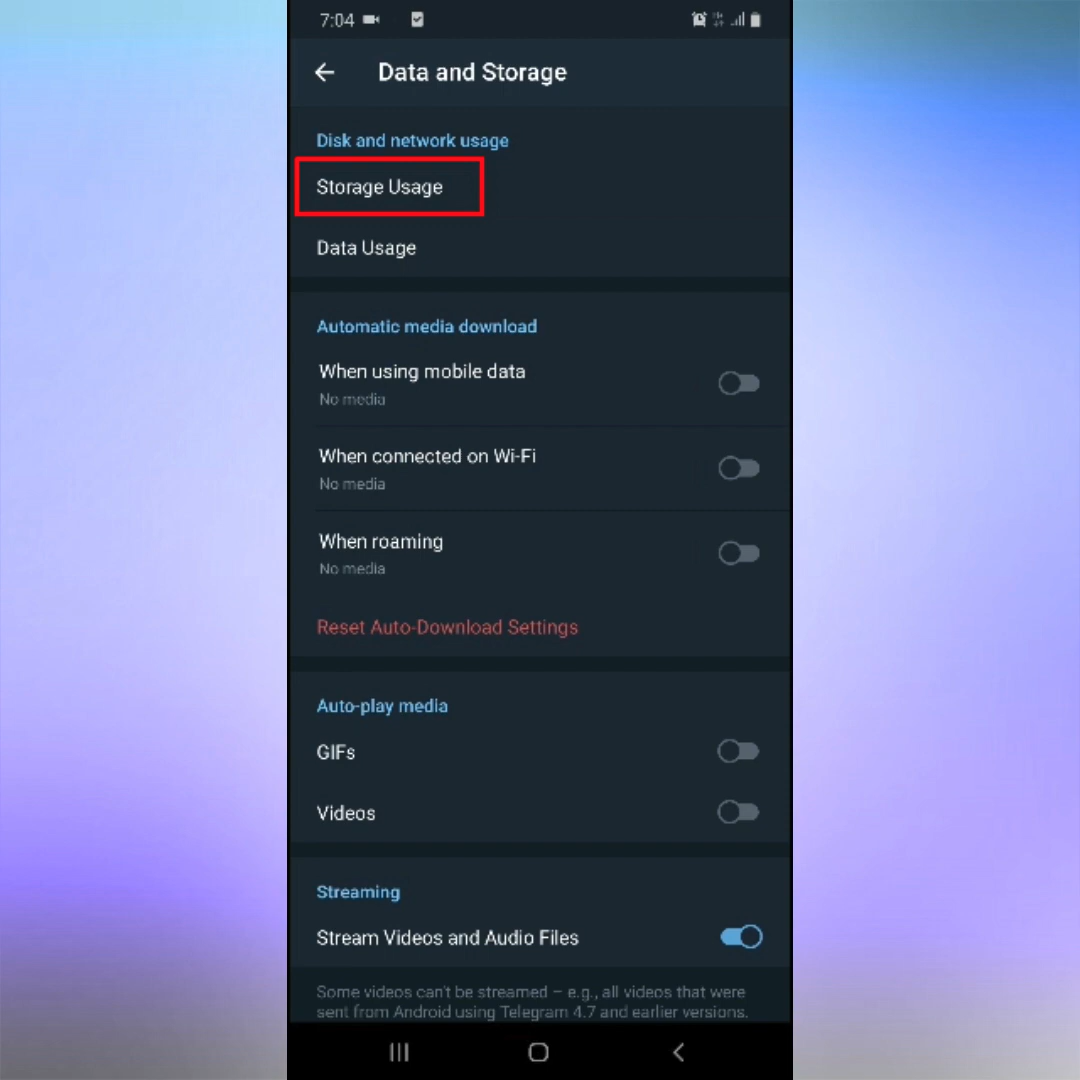 7:04
Data and Storage
Disk and network usage
Storage Usage
Data Usage
Automatic media download
When using mobile data
No media
When connected on Wi-Fi
No media
When roaming
No media
Reset Auto-Download Settings
Auto-play media
GIFs
Videos
Streaming
Stream Videos and Audio Files
Some videos can't be streamed – e.g., all videos that were
sent from Android using Telegram 4.7 and earlier versions.